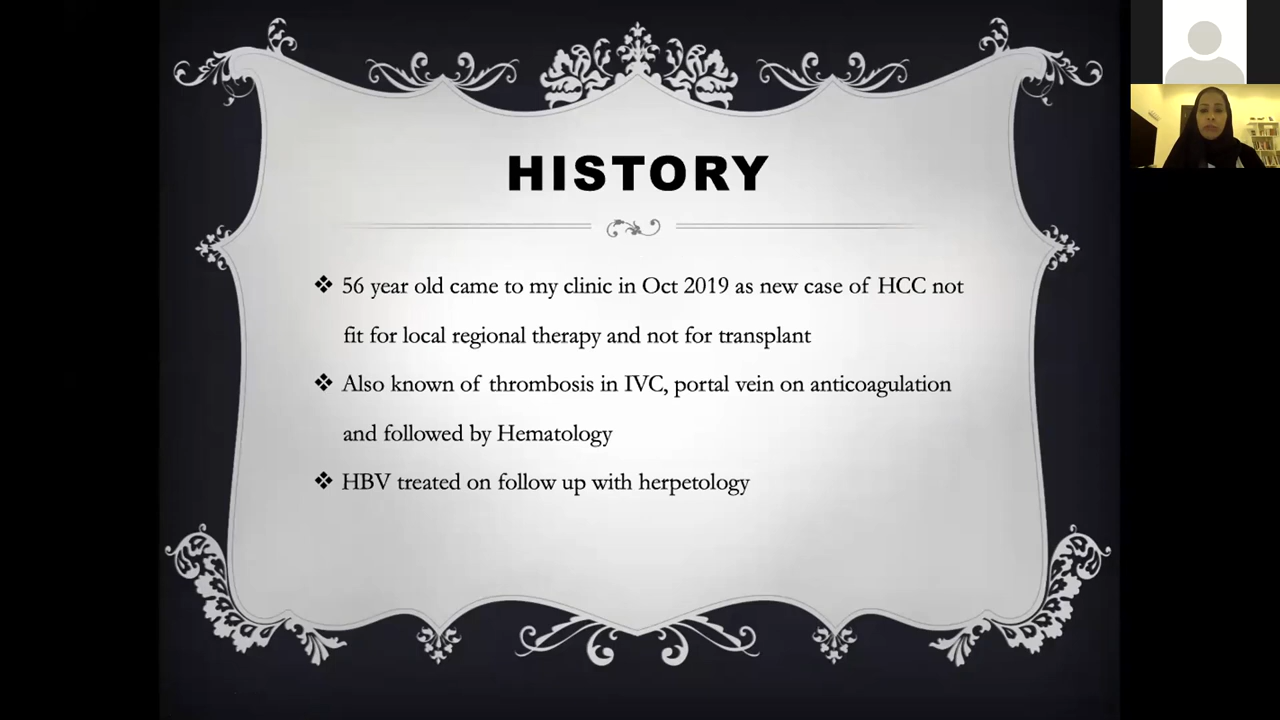 HISTORY
❖ 56 year old came to my clinic in Oct 2019 as new case of HCC not
fit for local regional therapy and not for transplant
❖ Also known of thrombosis in IVC, portal vein on anticoagulation
and followed by Hematology
❖ HBV treated on follow up with herpetology